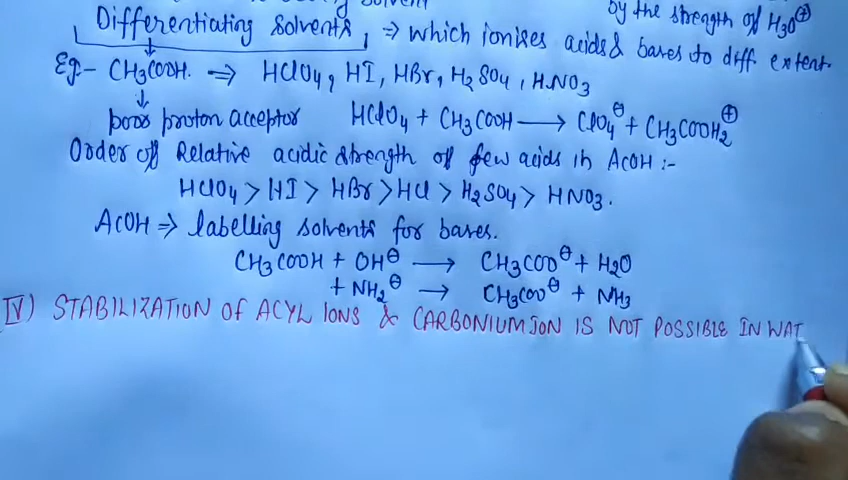 solvent
by the strength of H3O⊕
Differentiating solvents, ⇒ which ionises acids & bases to diff extent.
Eg:- CH3COOH. ⇒ HClO4, HI, HBr, H2SO4, HNO3
↓
poor proton acceptor HClO4 + CH3COOH → ClO4⊖ + CH3COOH2⊕
Order of Relative acidic strength of few acids in AcOH :-
HClO4 > HI > HBr > HCl > H2SO4 > HNO3.
AcOH ⇒ labelling solvents for bases.
CH3COOH + OH⊖ → CH3COO⊖ + H2O
+ NH2⊖ → CH3COO⊖ + NH3
IV) STABILIZATION OF ACYL IONS & CARBONIUM ION IS NOT POSSIBLE IN WAT